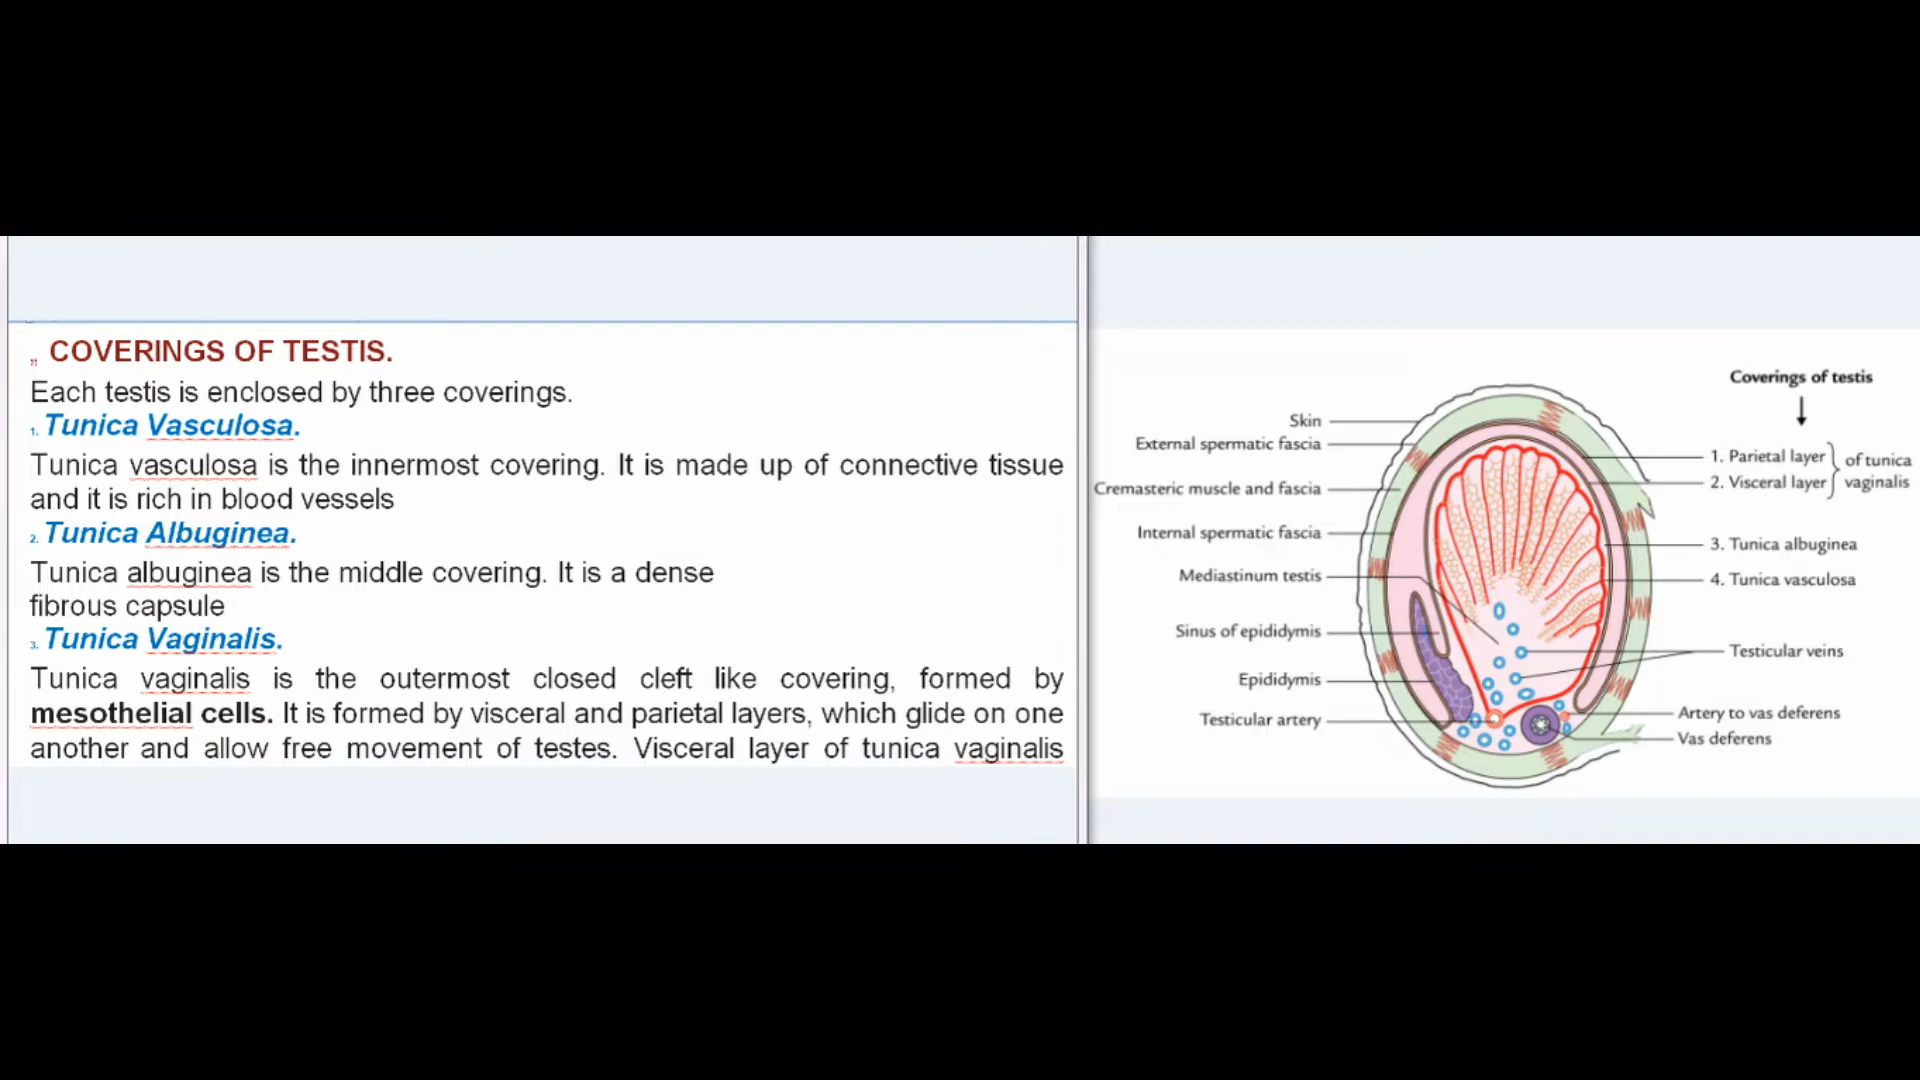 „ COVERINGS OF TESTIS.
Each testis is enclosed by three coverings.
1. Tunica Vasculosa.
Tunica vasculosa is the innermost covering. It is made up of connective tissue
and it is rich in blood vessels
2. Tunica Albuginea.
Tunica albuginea is the middle covering. It is a dense
fibrous capsule
3. Tunica Vaginalis.
Tunica vaginalis is the outermost closed cleft like covering, formed by
mesothelial cells. It is formed by visceral and parietal layers, which glide on one
another and allow free movement of testes. Visceral layer of tunica vaginalis
Coverings of testis
Skin
External spermatic fascia
Cremasteric muscle and fascia
Internal spermatic fascia
Mediastinum testis
Sinus of epididymis
Epididymis
Testicular artery
1. Parietal layer
2. Visceral layer
of tunica
vaginalis
3. Tunica albuginea
4. Tunica vasculosa
Testicular veins
Artery to vas deferens
Vas deferens